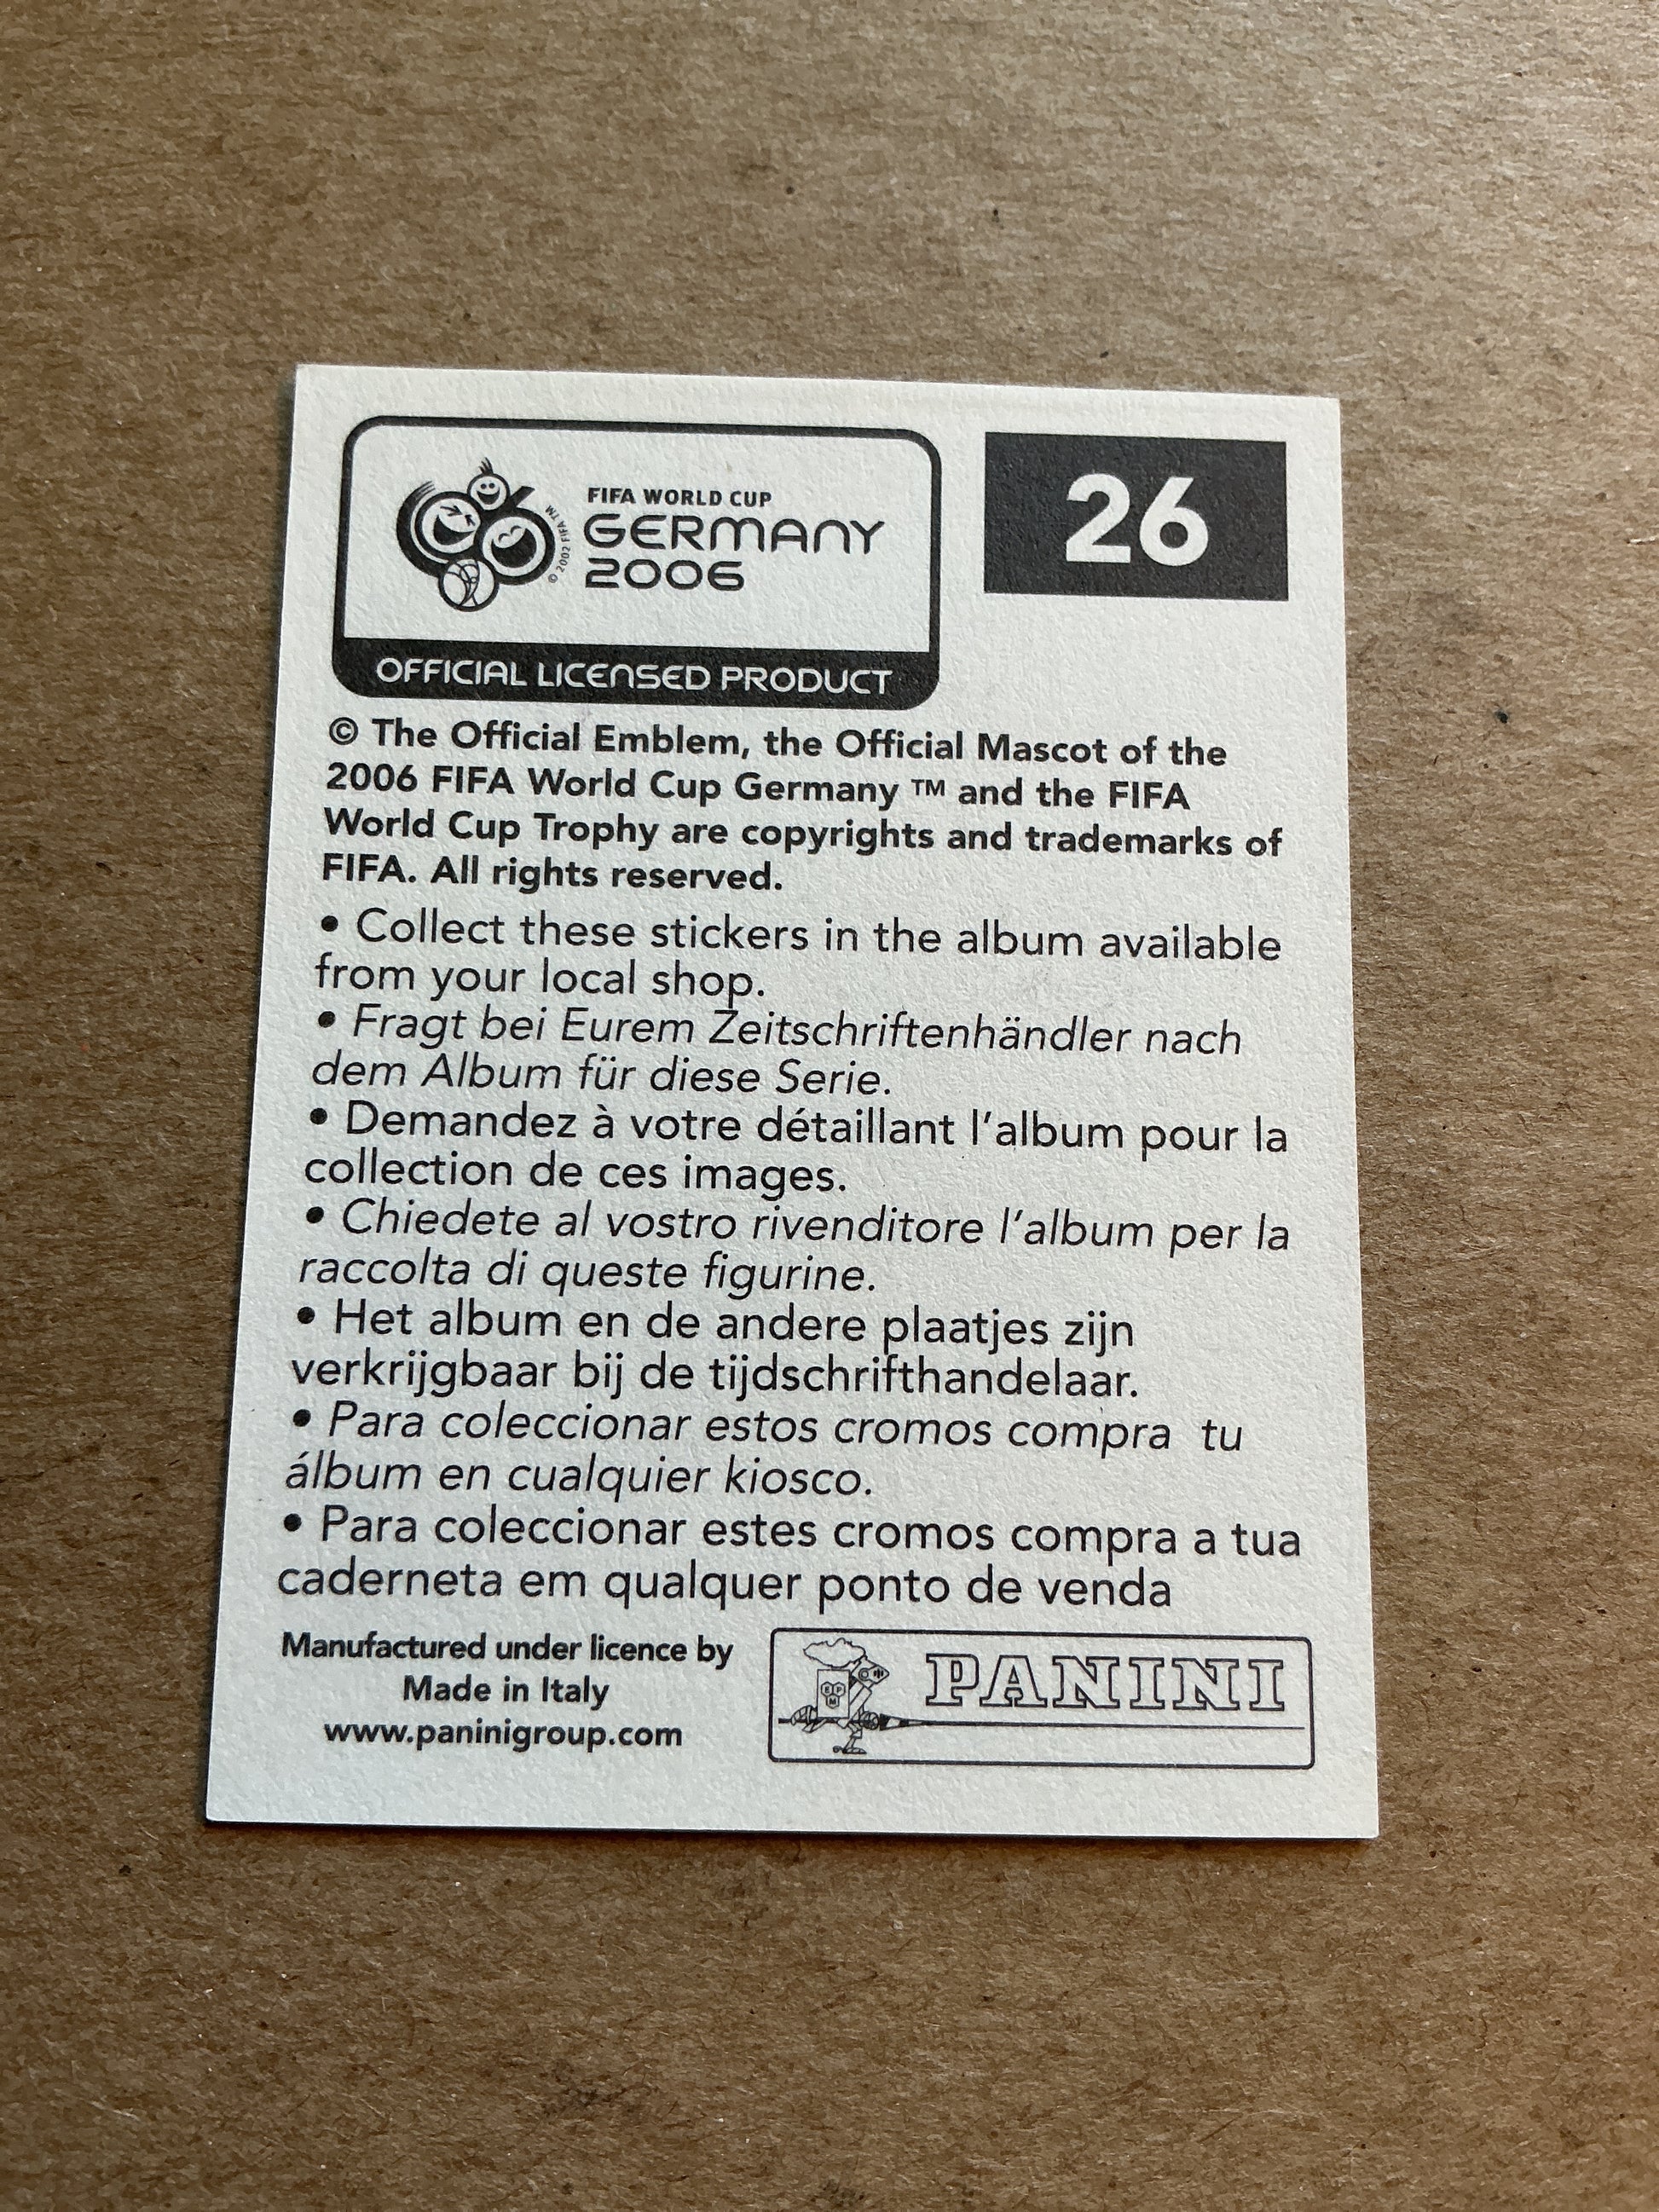 FIFA WORLD CUP
GERMANY
2006
© 2002 FIFA TM
OFFICIAL LICENSED PRODUCT
26
© The Official Emblem, the Official Mascot of the
2006 FIFA World Cup Germany ™ and the FIFA
World Cup Trophy are copyrights and trademarks of
FIFA. All rights reserved.
• Collect these stickers in the album available
from your local shop.
• Fragt bei Eurem Zeitschriftenhändler nach
dem Album für diese Serie.
• Demandez à votre détaillant l'album pour la
collection de ces images.
• Chiedete al vostro rivenditore l'album per la
raccolta di queste figurine.
• Het album en de andere plaatjes zijn
verkrijgbaar bij de tijdschrifthandelaar.
• Para coleccionar estos cromos compra tu
álbum en cualquier kiosco.
• Para coleccionar estes cromos compra a tua
caderneta em qualquer ponto de venda
Manufactured under licence by
Made in Italy
www.paninigroup.com
EPM
PANINI